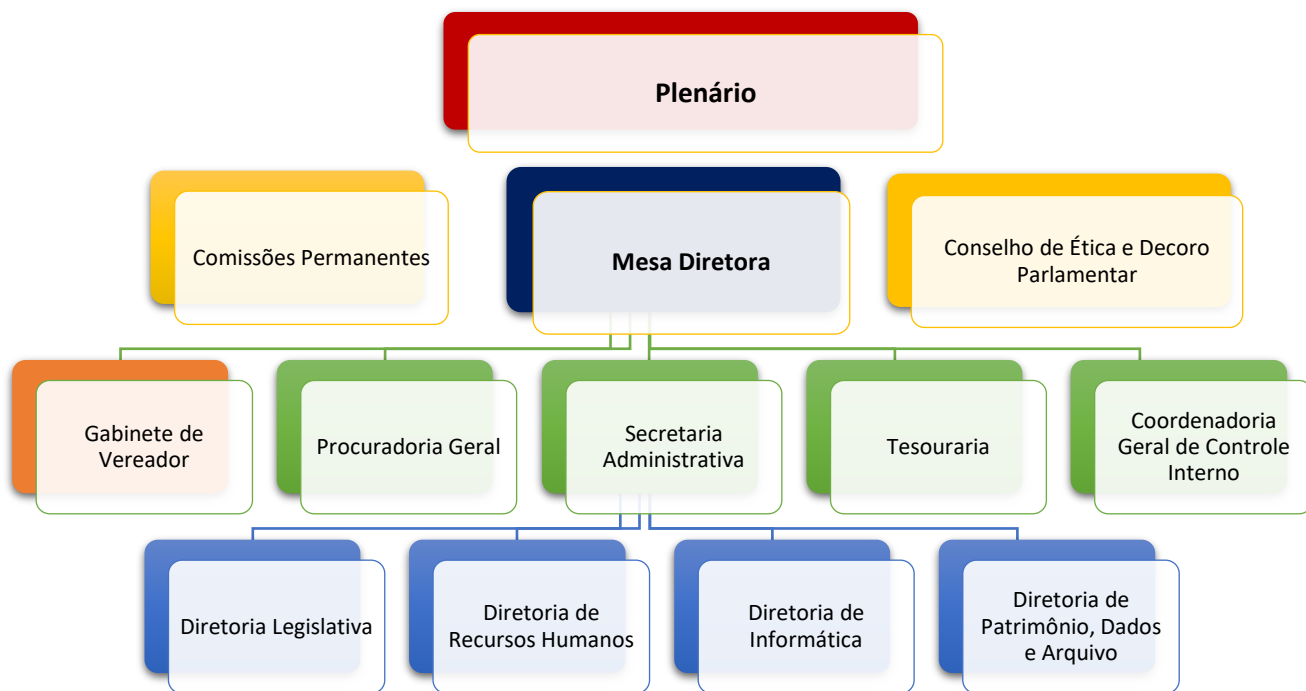 Plenário
Comissões Permanentes
Mesa Diretora
Conselho de Ética e Decoro
Parlamentar
Gabinete de
Vereador
Procuradoria Geral
Secretaria
Administrativa
Tesouraria
Coordenadoria
Geral de Controle
Interno
Diretoria Legislativa
Diretoria de
Recursos Humanos
Diretoria de
Informática
Diretoria de
Patrimônio, Dados
e Arquivo